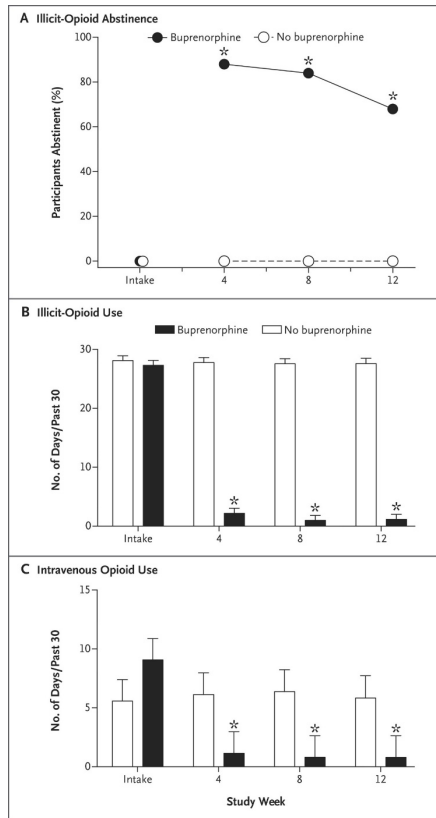 A Illicit-Opioid Abstinence
Buprenorphine No buprenorphine
100
80
60
40
20
0
Participants Abstinent (%)
* * *
Intake 4 8 12
B Illicit-Opioid Use
Buprenorphine No buprenorphine
30
20
10
0
No. of Days/Past 30
* * *
Intake 4 8 12
C Intravenous Opioid Use
15
10
5
0
No. of Days/Past 30
* * *
Intake 4 8 12
Study Week